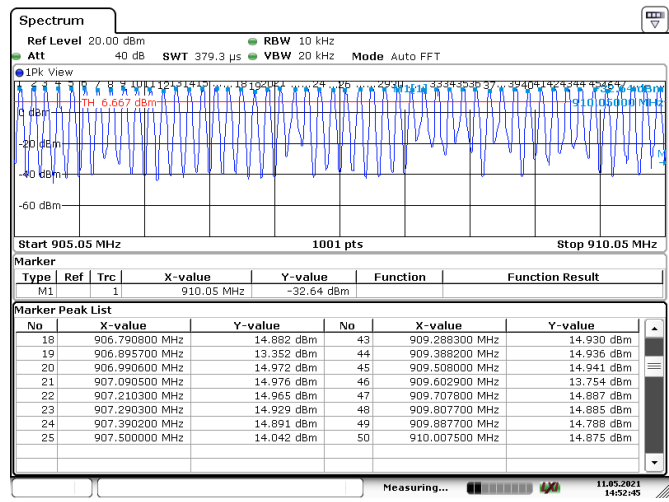 Spectrum
Ref Level 20.00 dBm RBW 10 kHz
Att 40 dB SWT 379.3 µs VBW 20 kHz Mode Auto FFT
1Pk View
TH 6.667 dBm
M1[1] -32.64 dBm
910.05000 MHz
0 dBm
-20 dBm
-40 dBm
-60 dBm
M
Start 905.05 MHz 1001 pts Stop 910.05 MHz
Marker
Type Ref Trc X-value Y-value Function Function Result
M1 1 910.05 MHz -32.64 dBm
Marker Peak List
No X-value Y-value No X-value Y-value
18 906.790800 MHz 14.882 dBm 43 909.288300 MHz 14.930 dBm
19 906.895700 MHz 13.352 dBm 44 909.388200 MHz 14.936 dBm
20 906.990600 MHz 14.972 dBm 45 909.508000 MHz 14.941 dBm
21 907.090500 MHz 14.976 dBm 46 909.602900 MHz 13.754 dBm
22 907.210300 MHz 14.965 dBm 47 909.707800 MHz 14.887 dBm
23 907.290300 MHz 14.929 dBm 48 909.807700 MHz 14.885 dBm
24 907.390200 MHz 14.891 dBm 49 909.887700 MHz 14.788 dBm
25 907.500000 MHz 14.042 dBm 50 910.007500 MHz 14.875 dBm
Measuring... LXI 11.05.2021
14:52:45